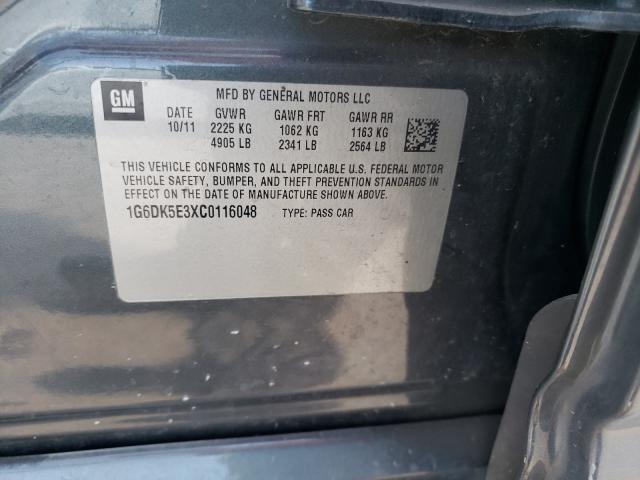 GM
MFD BY GENERAL MOTORS LLC
DATE GVWR GAWR FRT GAWR RR
10/11 2225 KG 1062 KG 1163 KG
4905 LB 2341 LB 2564 LB
THIS VEHICLE CONFORMS TO ALL APPLICABLE U.S. FEDERAL MOTOR
VEHICLE SAFETY, BUMPER, AND THEFT PREVENTION STANDARDS IN
EFFECT ON THE DATE OF MANUFACTURE SHOWN ABOVE.
1G6DK5E3XC0116048 TYPE: PASS CAR